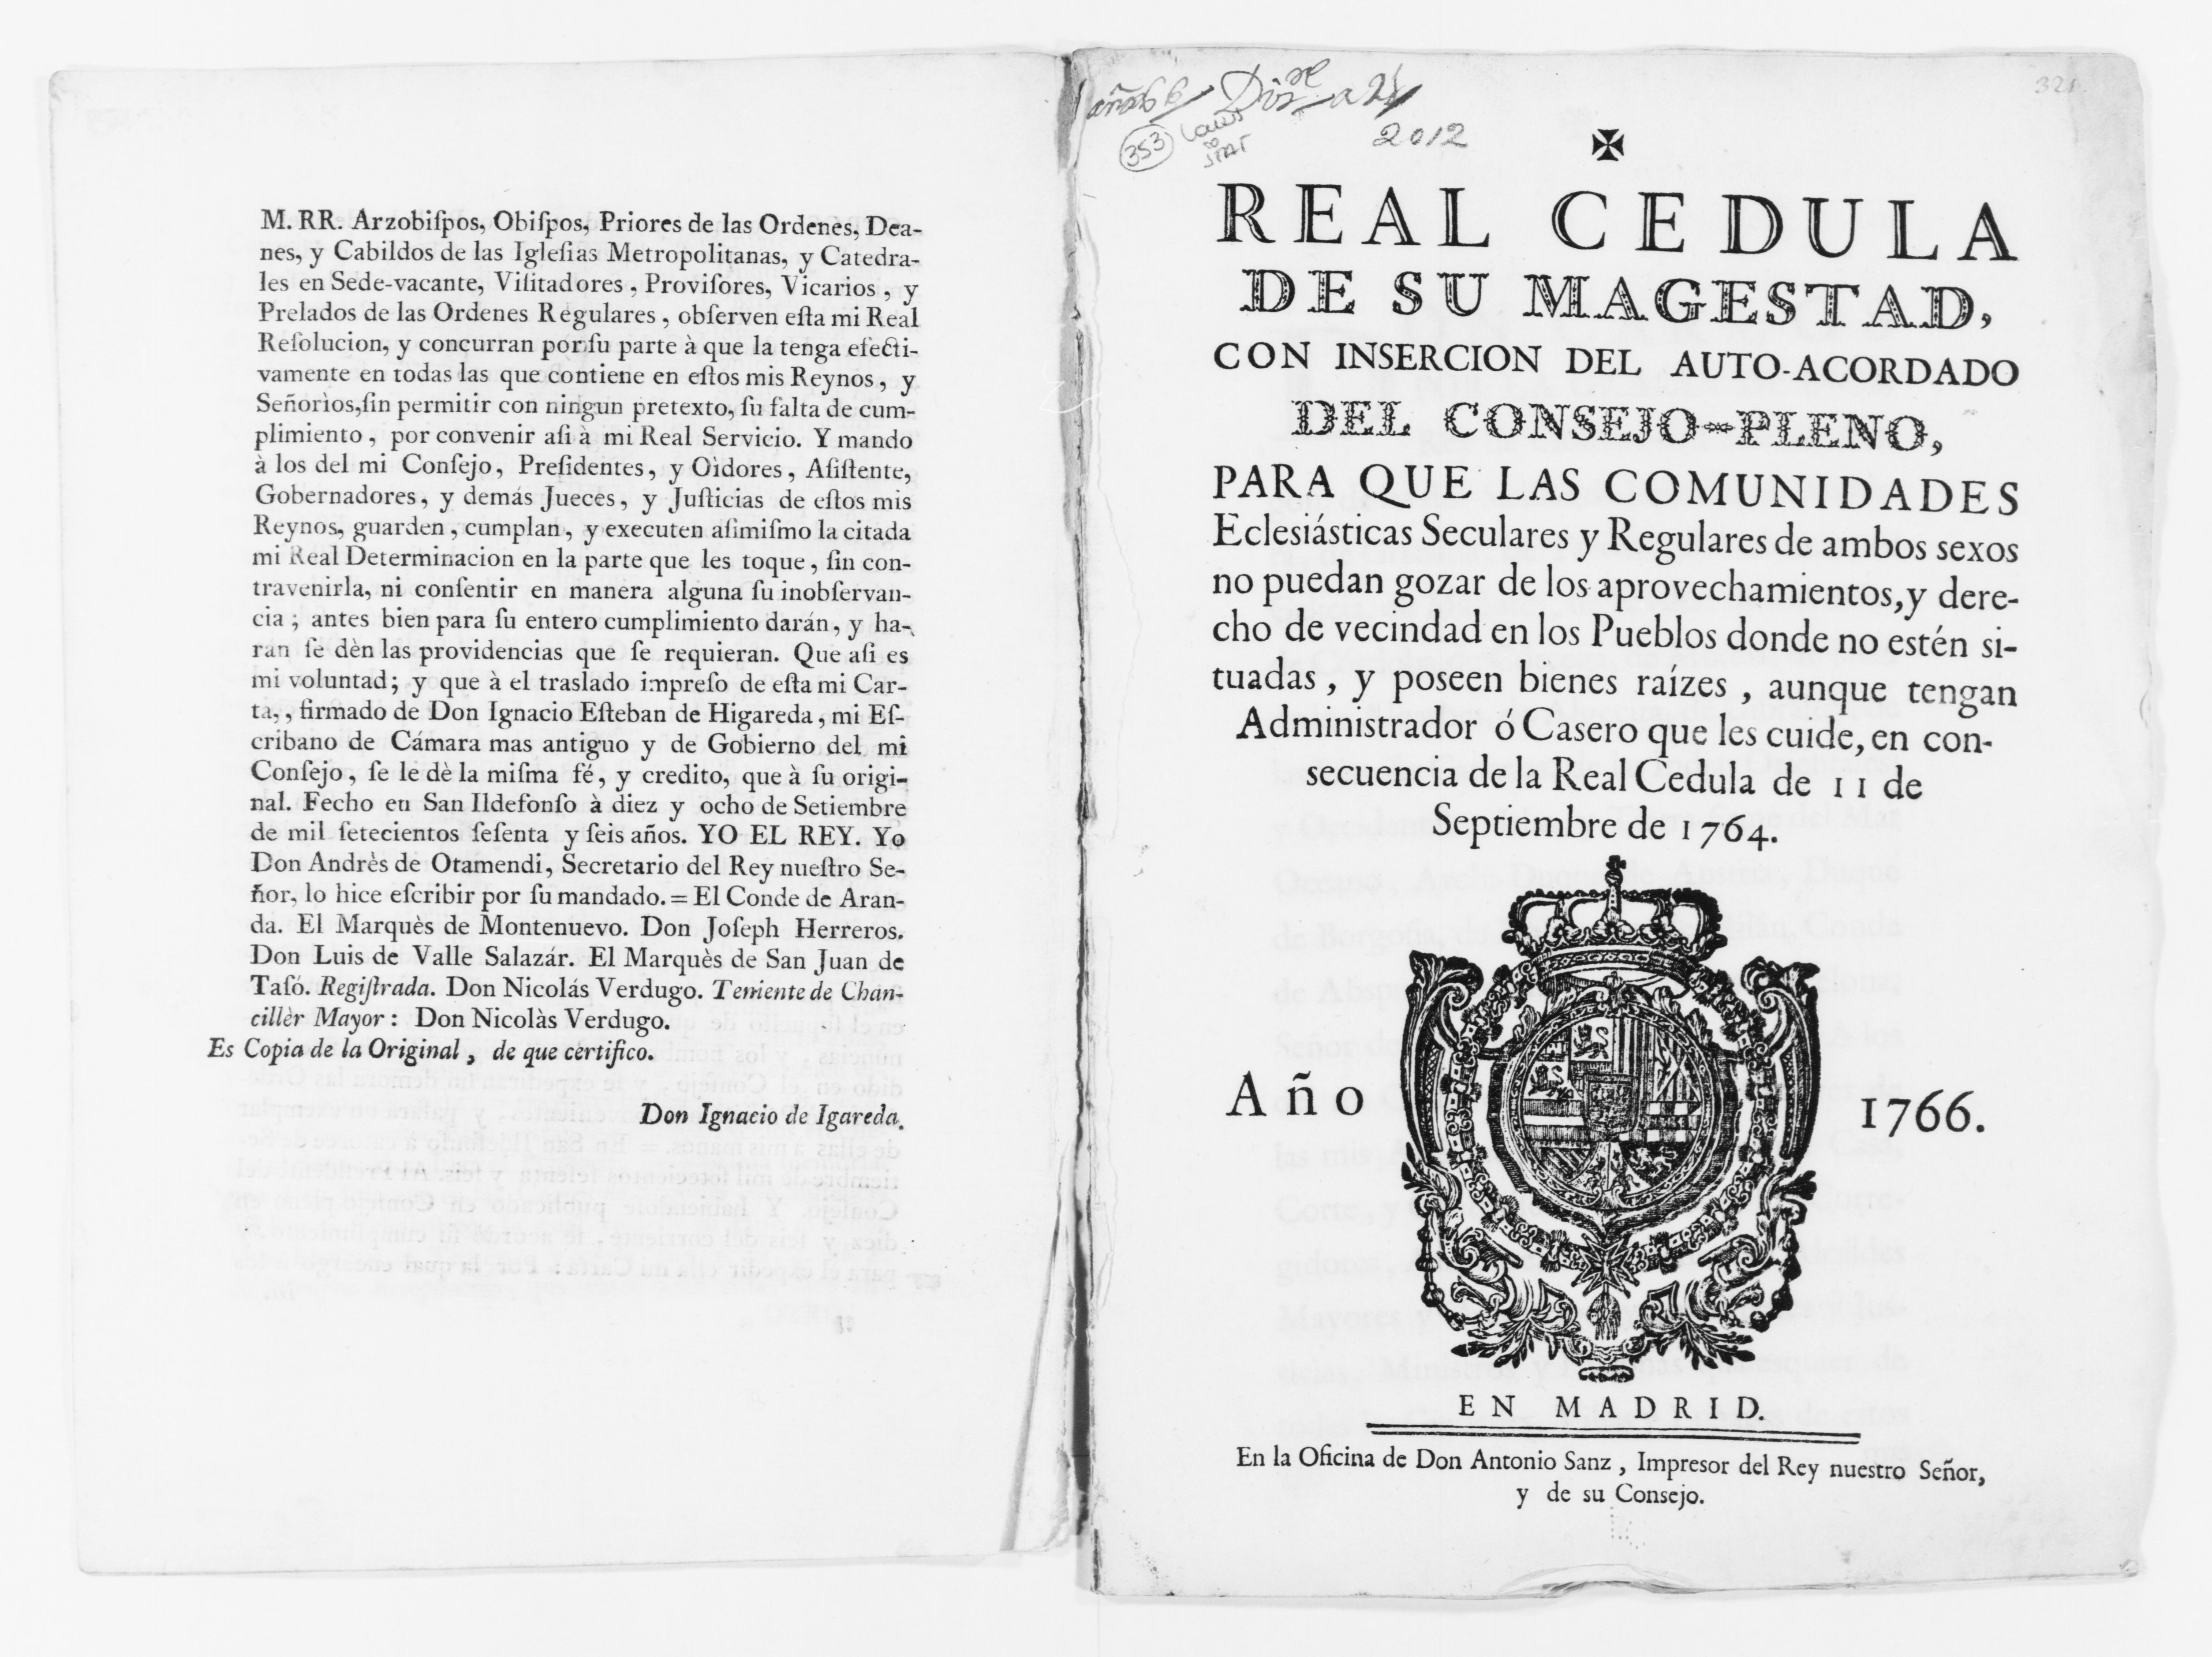 M. RR. Arzobiſpos, Obiſpos, Priores de las Ordenes, Dea-
nes, y Cabildos de las Igleſias Metropolitanas, y Catedra-
les en Sede-vacante, Viſitadores, Proviſores, Vicarios, y
Prelados de las Ordenes Regulares, obſerven eſta mi Real
Reſolucion, y concurran por ſu parte à que la tenga efecti-
vamente en todas las que contiene en eſtos mis Reynos, y
Señorìos, ſin permitir con ningun pretexto, ſu falta de cum-
plimiento, por convenir aſi à mi Real Servicio. Y mando
à los del mi Conſejo, Preſidentes, y Oìdores, Aſiſtente,
Gobernadores, y demás Jueces, y Juſticias de eſtos mis
Reynos, guarden, cumplan, y executen aſimiſmo la citada
mi Real Determinacion en la parte que les toque, ſin con-
travenirla, ni conſentir en manera alguna ſu inobſervan-
cia; antes bien para ſu entero cumplimiento darán, y ha-
ran ſe dèn las providencias que ſe requieran. Que aſi es
mi voluntad; y que à el traslado impreſo de eſta mi Car-
ta,, firmado de Don Ignacio Eſteban de Higareda, mi Eſ-
cribano de Cámara mas antiguo y de Gobierno del mi
Conſejo, ſe le dè la miſma fé, y credito, que à ſu origi-
nal. Fecho en San Ildefonſo à diez y ocho de Setiembre
de mil ſetecientos ſeſenta y ſeis años. YO EL REY. Yo
Don Andrès de Otamendi, Secretario del Rey nueſtro Se-
ñor, lo hice eſcribir por ſu mandado. = El Conde de Aran-
da. El Marquès de Montenuevo. Don Joſeph Herreros.
Don Luis de Valle Salazár. El Marquès de San Juan de
Taſó. Regiſtrada. Don Nicolás Verdugo. Teniente de Chan-
cillèr Mayor: Don Nicolàs Verdugo.
Es Copia de la Original, de que certifico.
Don Ignacio de Igareda.
353
2012
321
✠
REAL CEDULA
DE SU MAGESTAD,
CON INSERCION DEL AUTO-ACORDADO
DEL CONSEJO-PLENO,
PARA QUE LAS COMUNIDADES
Eclesiásticas Seculares y Regulares de ambos sexos
no puedan gozar de los aprovechamientos, y dere-
cho de vecindad en los Pueblos donde no estén si-
tuadas, y poseen bienes raízes, aunque tengan
Administrador ó Casero que les cuide, en con-
secuencia de la Real Cedula de 11 de
Septiembre de 1764.
Año 1766.
EN MADRID.
En la Oficina de Don Antonio Sanz, Impresor del Rey nuestro Señor,
y de su Consejo.